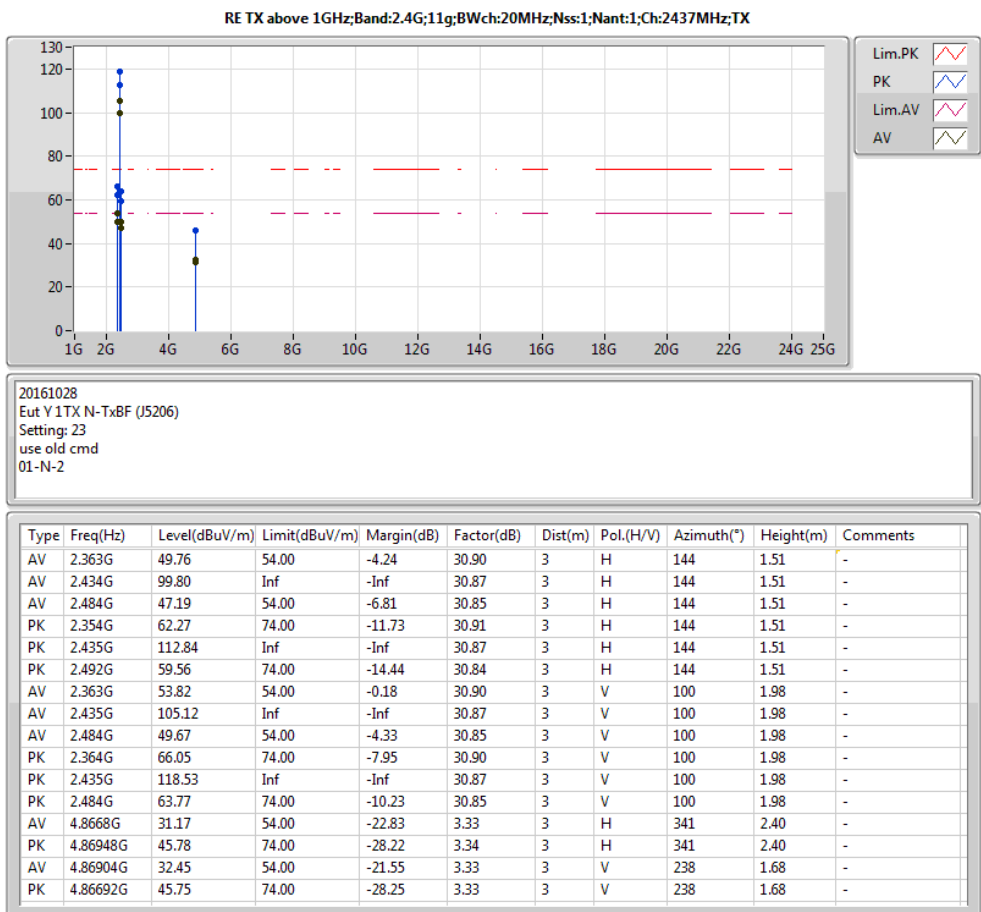 RE TX above 1GHz;Band:2.4G;11g;BWch:20MHz;Nss:1;Nant:1;Ch:2437MHz;TX
130
120
100
80
60
40
20
0
1G 2G 4G 6G 8G 10G 12G 14G 16G 18G 20G 22G 24G 25G
Lim.PK
PK
Lim.AV
AV
20161028
Eut Y 1TX N-TxBF (J5206)
Setting: 23
use old cmd
01-N-2
Type Freq(Hz) Level(dBuV/m) Limit(dBuV/m) Margin(dB) Factor(dB) Dist(m) Pol.(H/V) Azimuth(°) Height(m) Comments
AV 2.363G 49.76 54.00 -4.24 30.90 3 H 144 1.51 -
AV 2.434G 99.80 Inf -Inf 30.87 3 H 144 1.51 -
AV 2.484G 47.19 54.00 -6.81 30.85 3 H 144 1.51 -
PK 2.354G 62.27 74.00 -11.73 30.91 3 H 144 1.51 -
PK 2.435G 112.84 Inf -Inf 30.87 3 H 144 1.51 -
PK 2.492G 59.56 74.00 -14.44 30.84 3 H 144 1.51 -
AV 2.363G 53.82 54.00 -0.18 30.90 3 V 100 1.98 -
AV 2.435G 105.12 Inf -Inf 30.87 3 V 100 1.98 -
AV 2.484G 49.67 54.00 -4.33 30.85 3 V 100 1.98 -
PK 2.364G 66.05 74.00 -7.95 30.90 3 V 100 1.98 -
PK 2.435G 118.53 Inf -Inf 30.87 3 V 100 1.98 -
PK 2.484G 63.77 74.00 -10.23 30.85 3 V 100 1.98 -
AV 4.8668G 31.17 54.00 -22.83 3.33 3 H 341 2.40 -
PK 4.86948G 45.78 74.00 -28.22 3.34 3 H 341 2.40 -
AV 4.86904G 32.45 54.00 -21.55 3.33 3 V 238 1.68 -
PK 4.86692G 45.75 74.00 -28.25 3.33 3 V 238 1.68 -